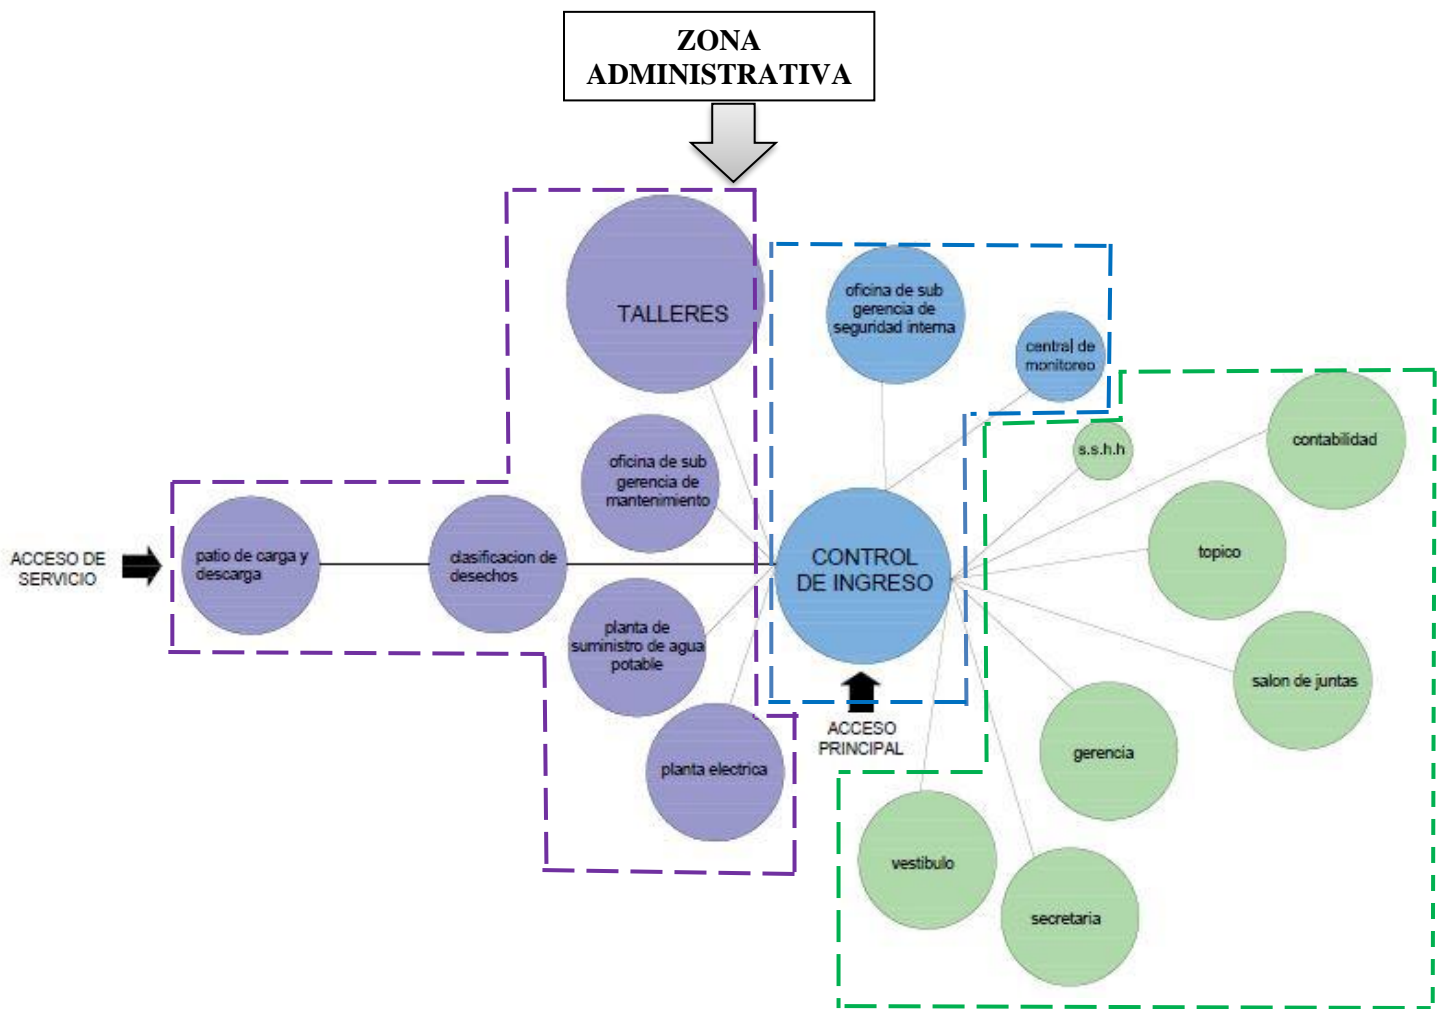 ZONA
ADMINISTRATIVA
TALLERES
oficina de sub
gerencia de
seguridad interna
central de
monitoreo
s.s.h.h
contabilidad
oficina de sub
gerencia de
mantenimiento
ACCESO DE
SERVICIO
patio de carga y
descarga
clasificacion de
desechos
CONTROL
DE INGRESO
topico
planta de
suministro de agua
potable
salon de juntas
ACCESO
PRINCIPAL
gerencia
planta electrica
vestibulo
secretaria